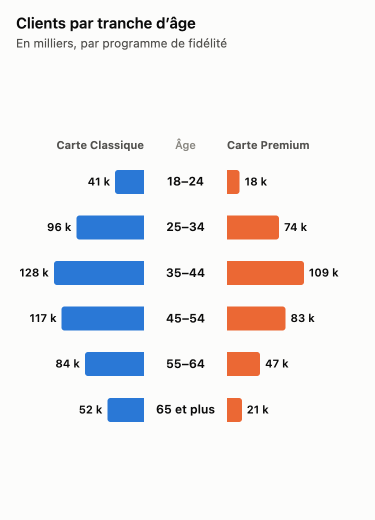 Clients par tranche d’âge
En milliers, par programme de fidélité
Carte Classique Âge Carte Premium
41 k 18–24 18 k
96 k 25–34 74 k
128 k 35–44 109 k
117 k 45–54 83 k
84 k 55–64 47 k
52 k 65 et plus 21 k